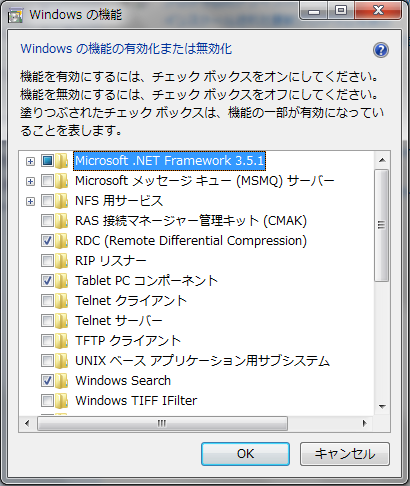 Windows の機能
Windows の機能の有効化または無効化
機能を有効にするには、チェック ボックスをオンにしてください。
機能を無効にするには、チェック ボックスをオフにしてください。
塗りつぶされたチェック ボックスは、機能の一部が有効になってい
ることを表します。
Microsoft .NET Framework 3.5.1
Microsoft メッセージ キュー (MSMQ) サーバー
NFS 用サービス
RAS 接続マネージャー管理キット (CMAK)
RDC (Remote Differential Compression)
RIP リスナー
Tablet PC コンポーネント
Telnet クライアント
Telnet サーバー
TFTP クライアント
UNIX ベース アプリケーション用サブシステム
Windows Search
Windows TIFF IFilter
OK キャンセル